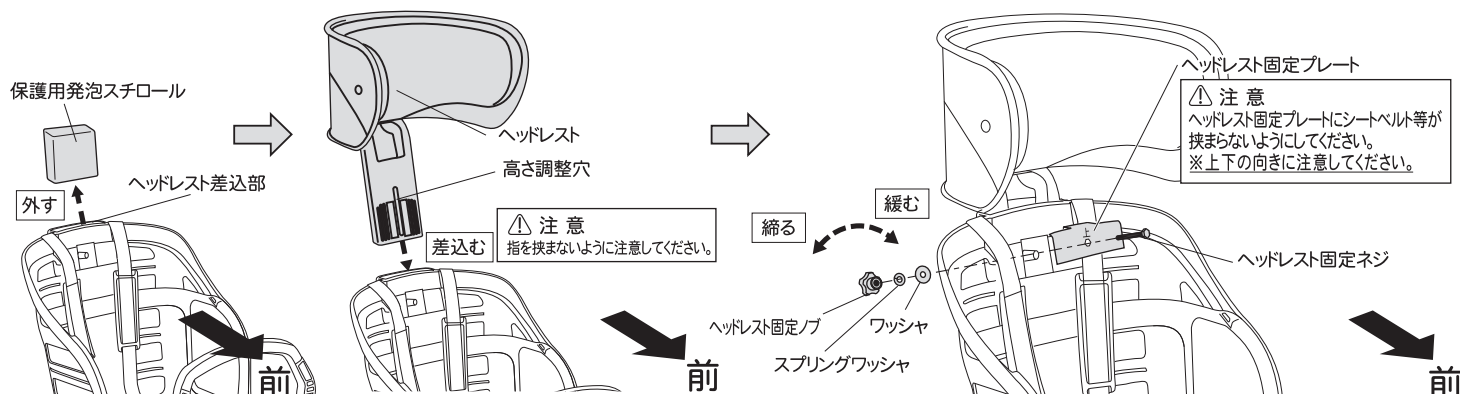 保護用発泡スチロール
外す
ヘッドレスト差込部
前
ヘッドレスト
高さ調整穴
差込む
⚠ 注 意
指を挟まないように注意してください。
前
ヘッドレスト固定プレート
⚠ 注 意
ヘッドレスト固定プレートにシートベルト等が
挟まらないようにしてください。
※上下の向きに注意してください。
緩む
締る
上
ヘッドレスト固定ネジ
ヘッドレスト固定ノブ
ワッシャ
スプリングワッシャ
前